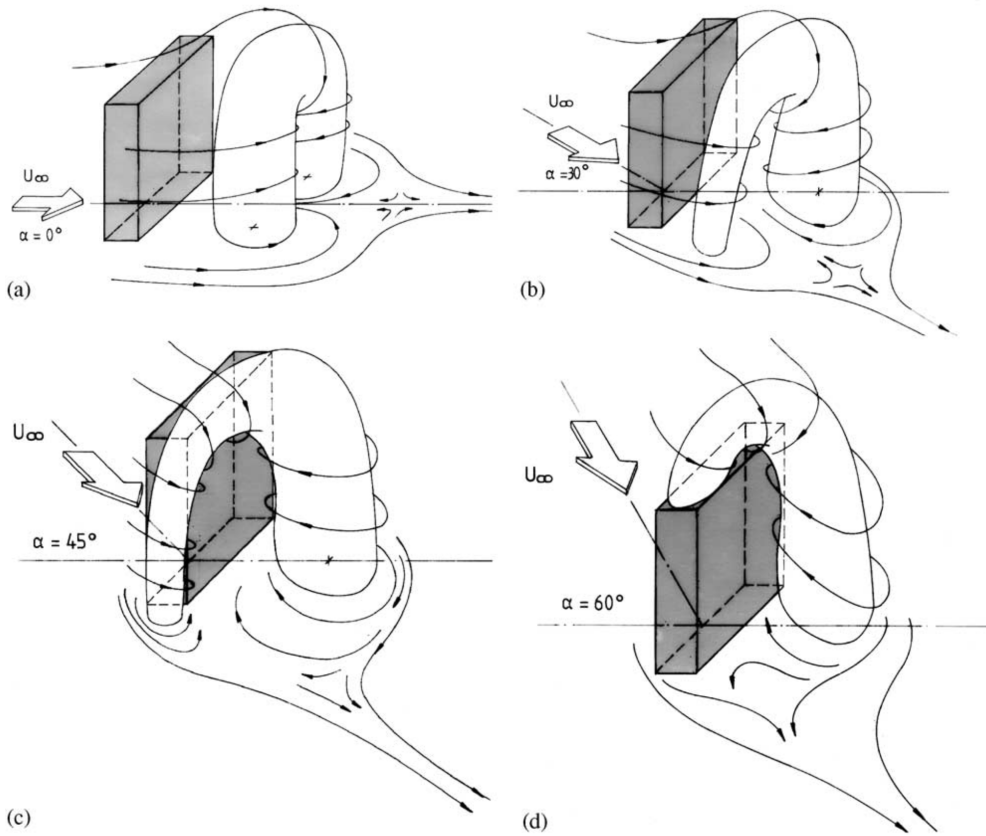 U∞
α = 0°
(a)
U∞
α = 30°
(b)
U∞
α = 45°
(c)
U∞
α = 60°
(d)